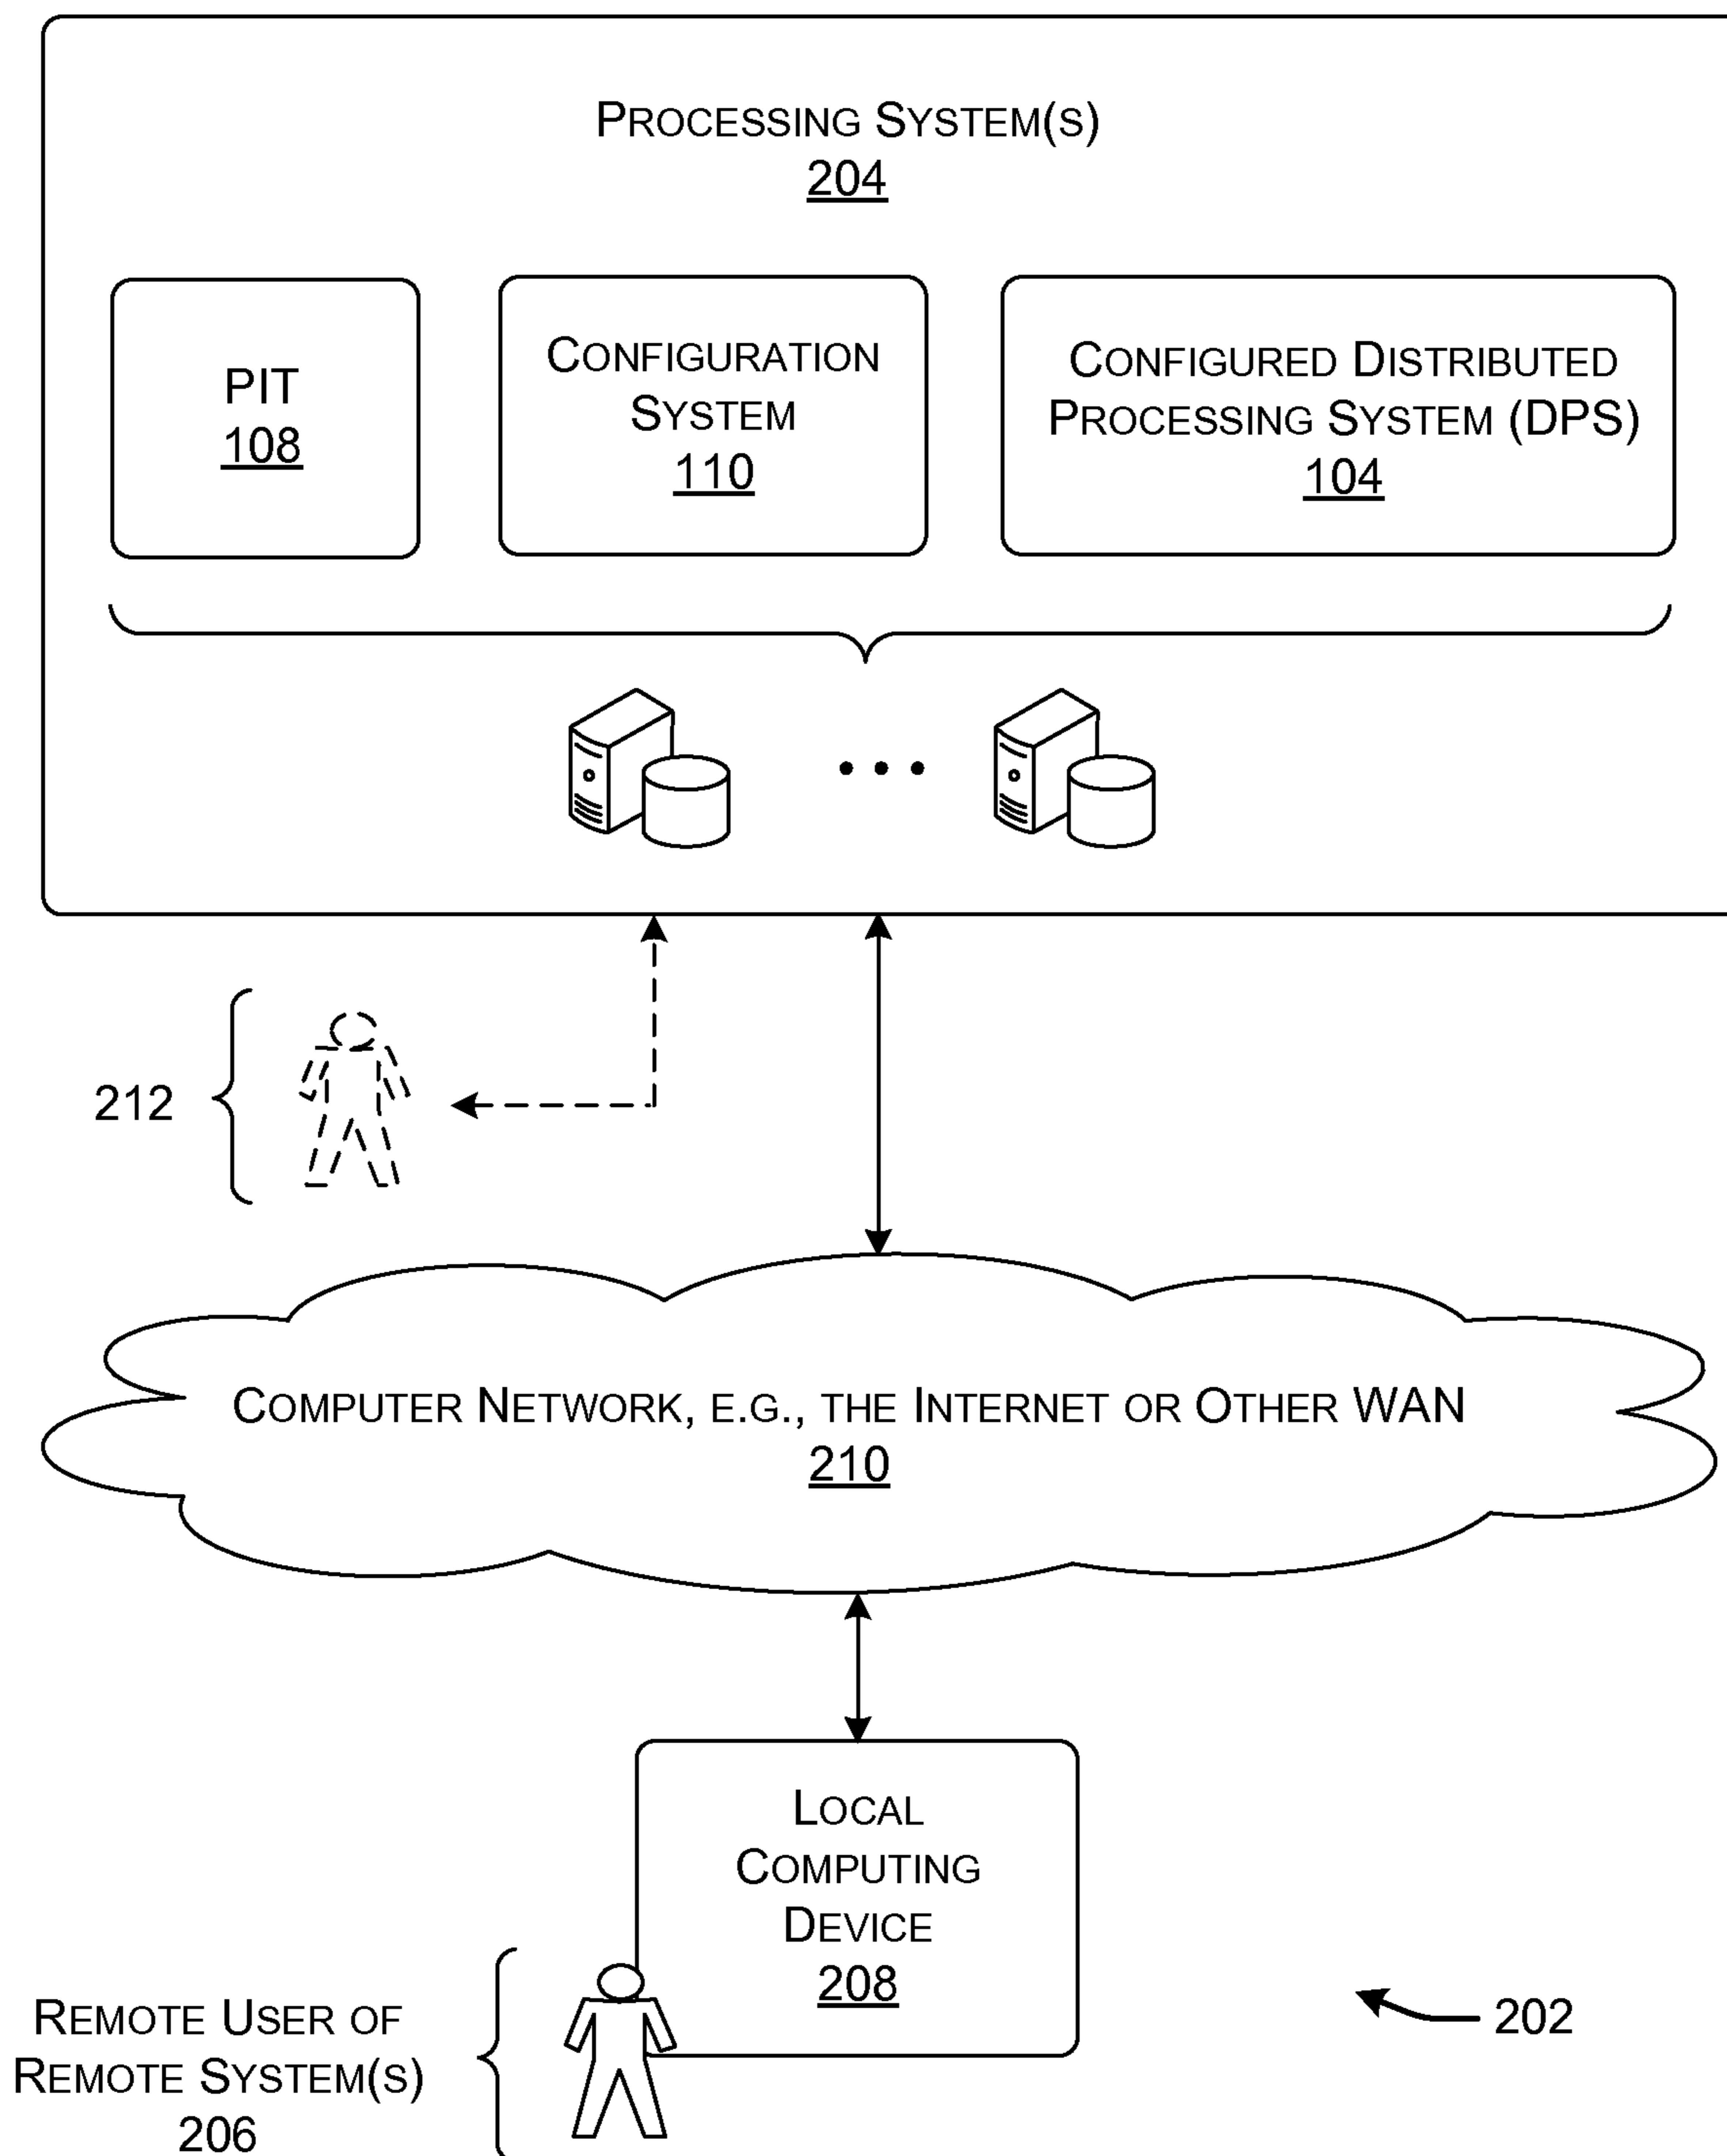 PROCESSING SYSTEM(S)
204
PIT
108
CONFIGURATION
SYSTEM
110
CONFIGURED DISTRIBUTED
PROCESSING SYSTEM (DPS)
104
212
COMPUTER NETWORK, E.G., THE INTERNET OR OTHER WAN
210
LOCAL
COMPUTING
DEVICE
208
REMOTE USER OF
REMOTE SYSTEM(S)
206
202